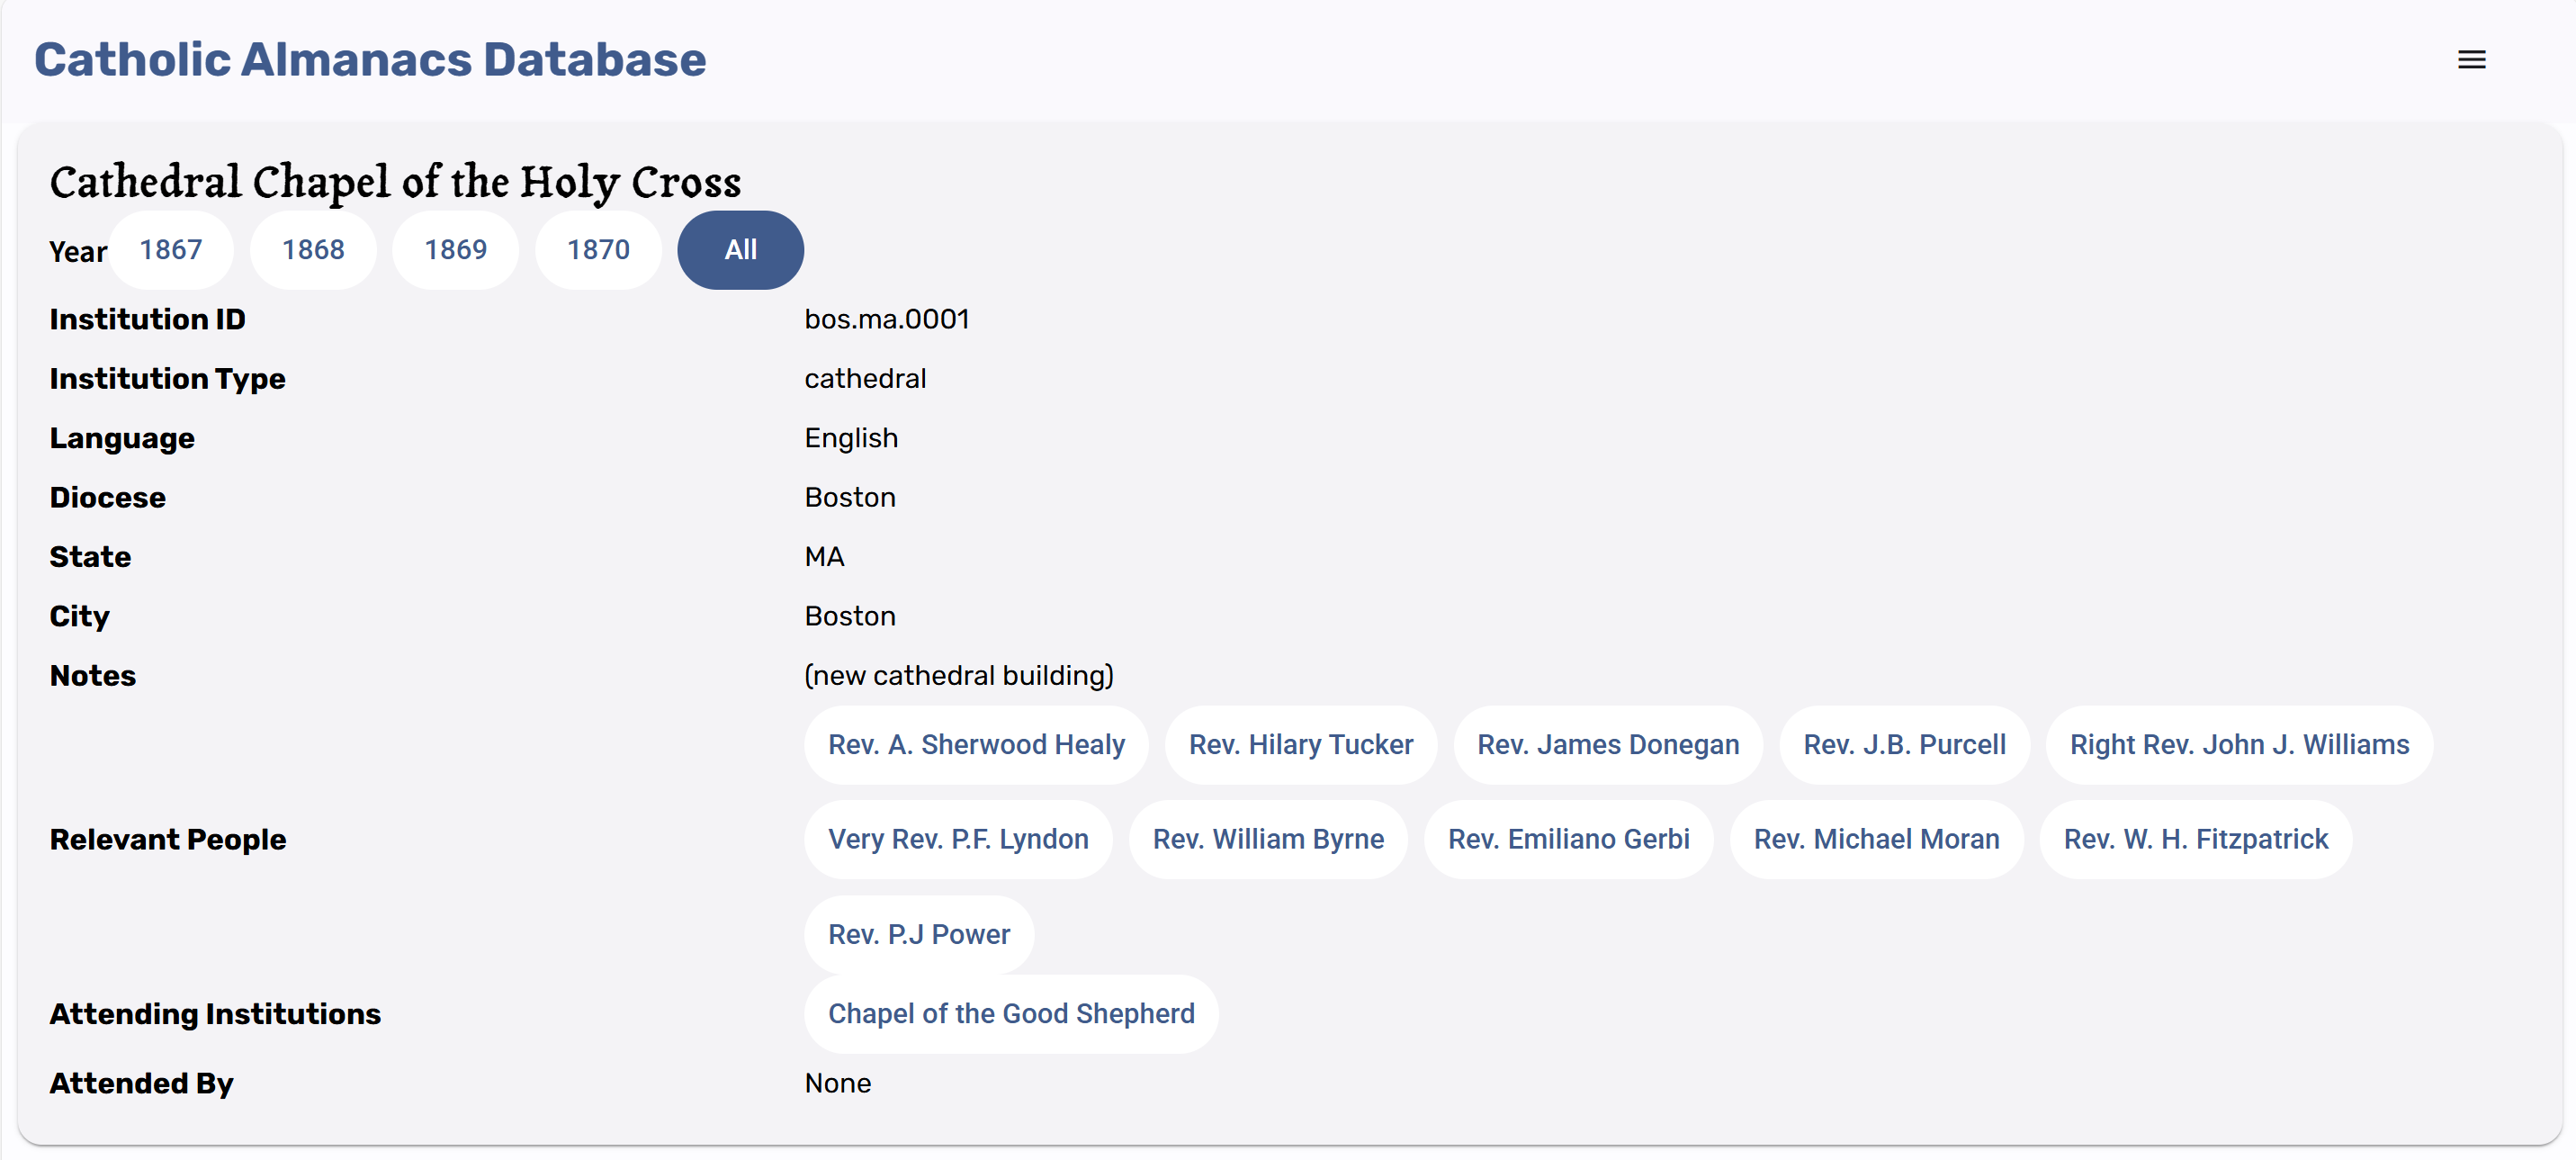 Catholic Almanacs Database
Cathedral Chapel of the Holy Cross
Year 1867 1868 1869 1870 All
Institution ID bos.ma.0001
Institution Type cathedral
Language English
Diocese Boston
State MA
City Boston
Notes (new cathedral building)
Rev. A. Sherwood Healy Rev. Hilary Tucker Rev. James Donegan Rev. J.B. Purcell Right Rev. John J. Williams
Relevant People Very Rev. P.F. Lyndon Rev. William Byrne Rev. Emiliano Gerbi Rev. Michael Moran Rev. W. H. Fitzpatrick
Rev. P.J Power
Attending Institutions Chapel of the Good Shepherd
Attended By None